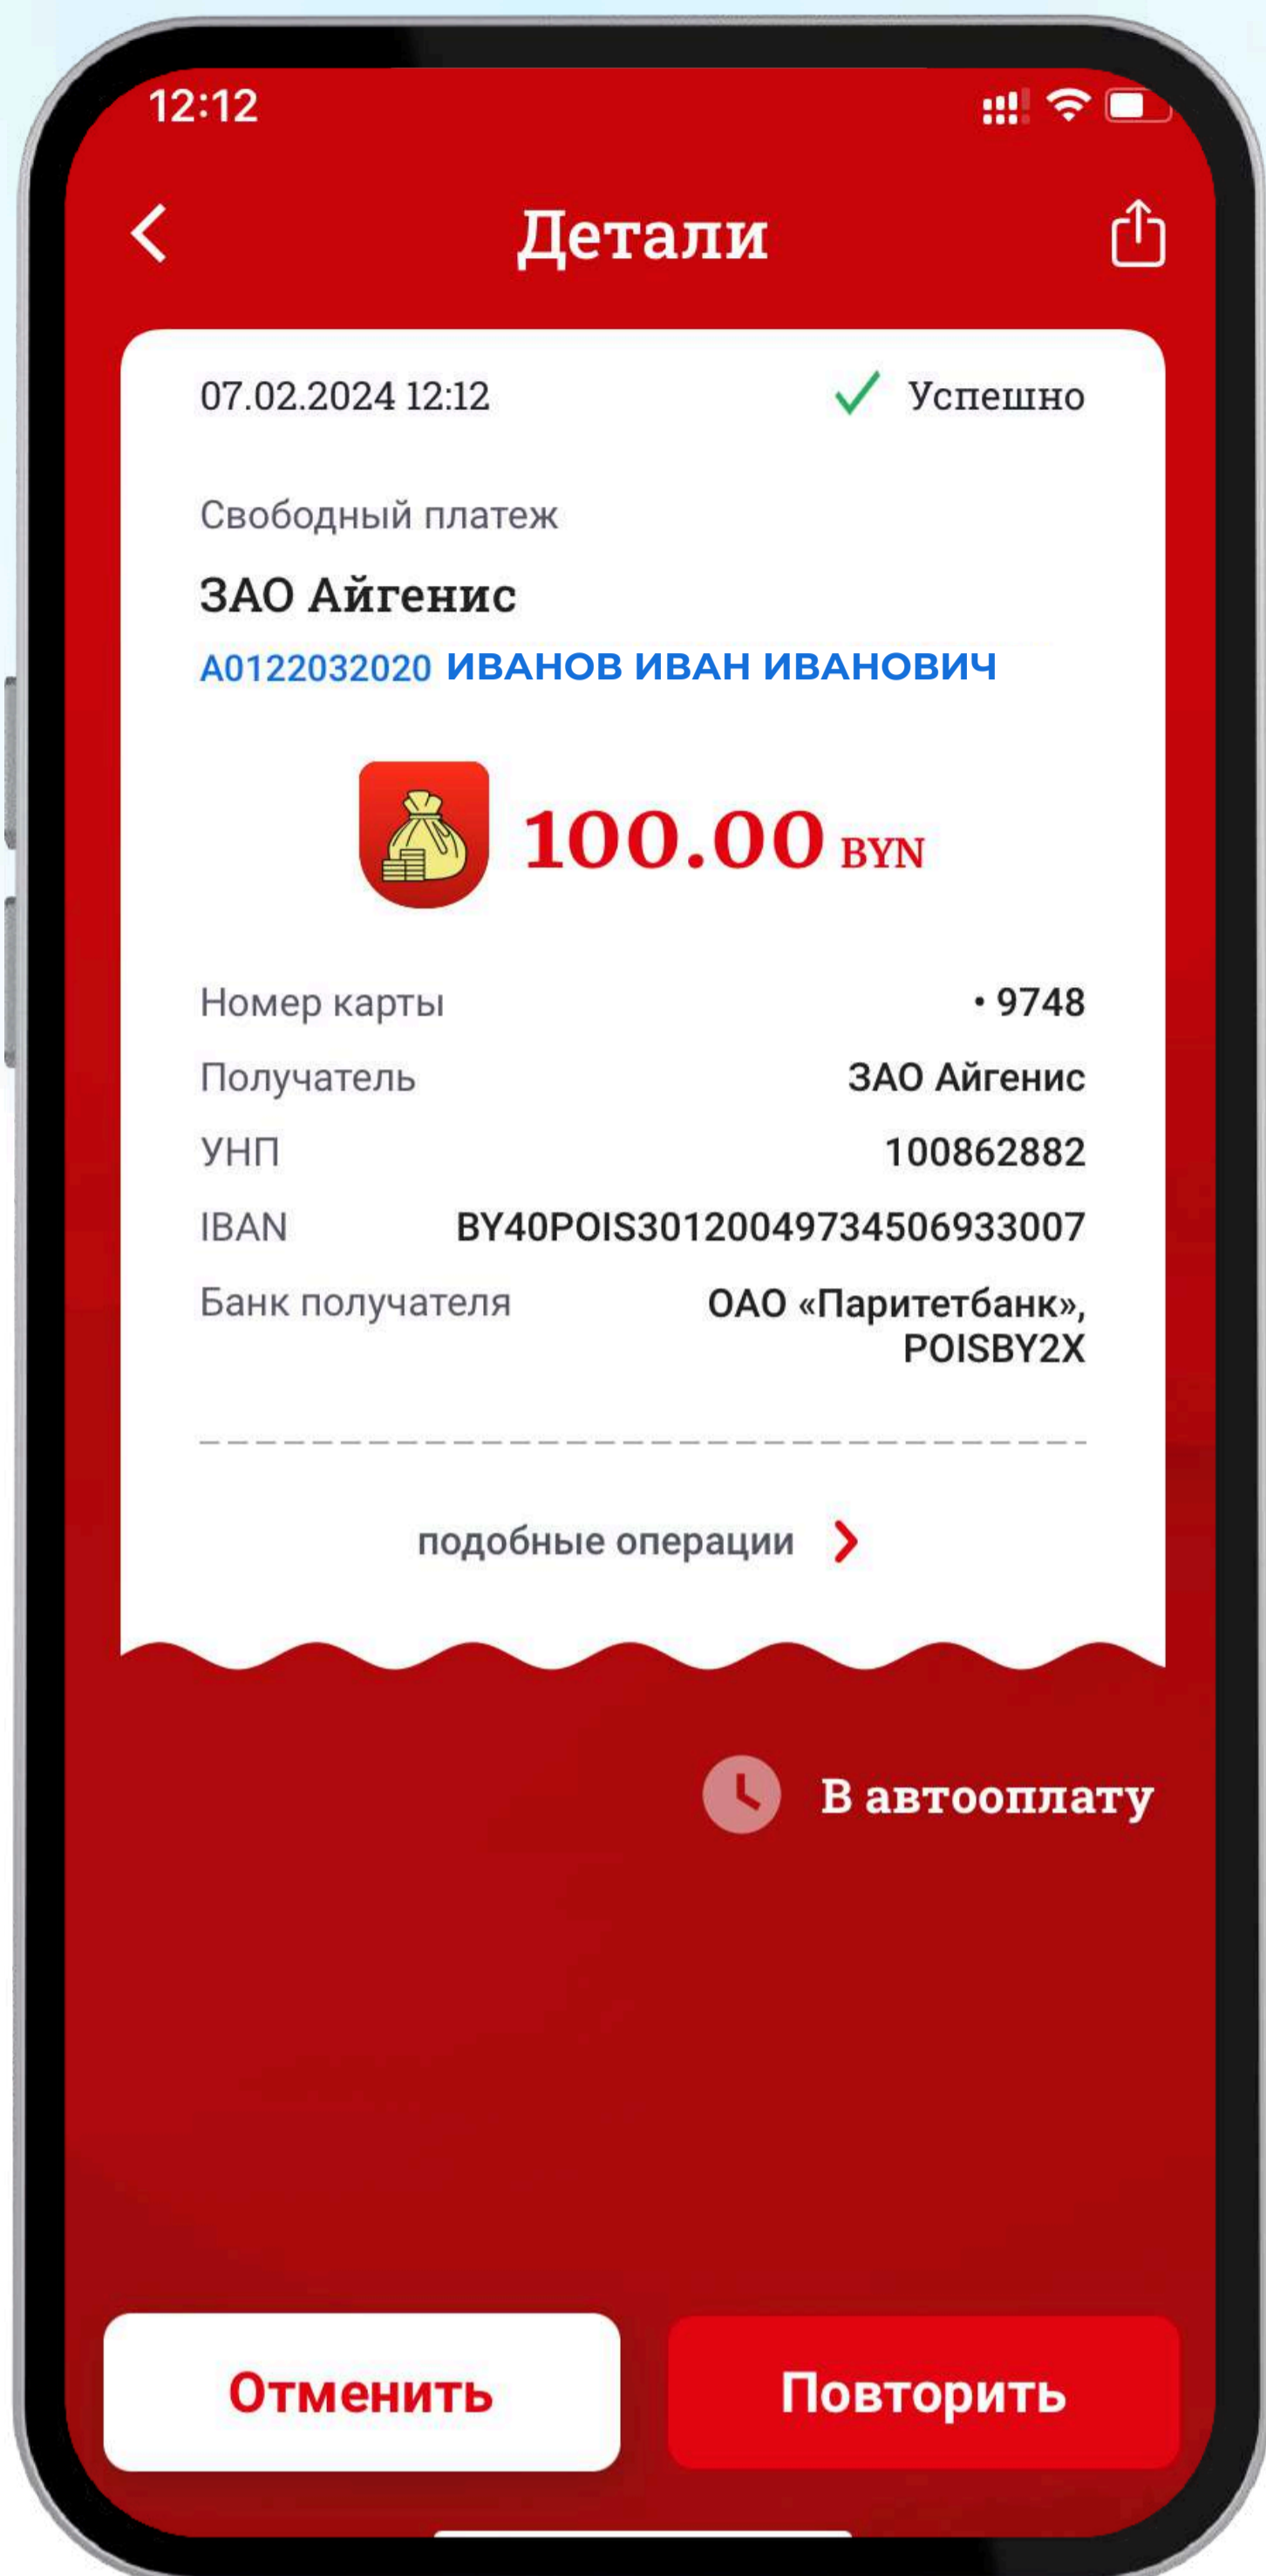 12:12
Детали
07.02.2024 12:12
Успешно
Свободный платеж
ЗАО Айгенис
А0122032020 ИВАНОВ ИВАН ИВАНОВИЧ
100.00 BYN
Номер карты • 9748
Получатель ЗАО Айгенис
УНП 100862882
IBAN BY40POIS30120049734506933007
Банк получателя ОАО «Паритетбанк»,
POISBY2X
подобные операции
В автооплату
Отменить
Повторить